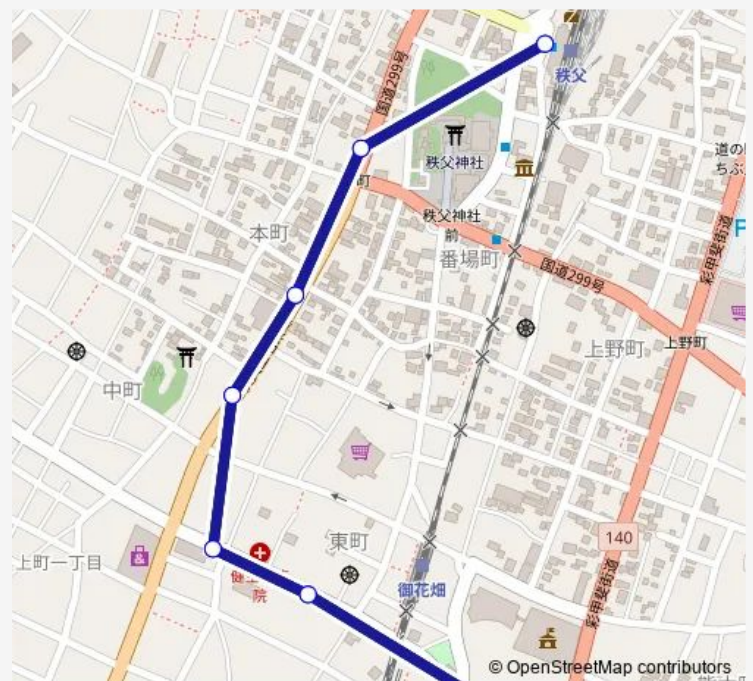 国道299号
秩父
道の
ちち
秩父神社
町
秩父神社
前
本町
番場町
国道299号
彩甲斐街道
上野町
上野町
中町
140
東町
上町一丁目
院
御花畑
彩甲斐街道
© OpenStreetMap contributors